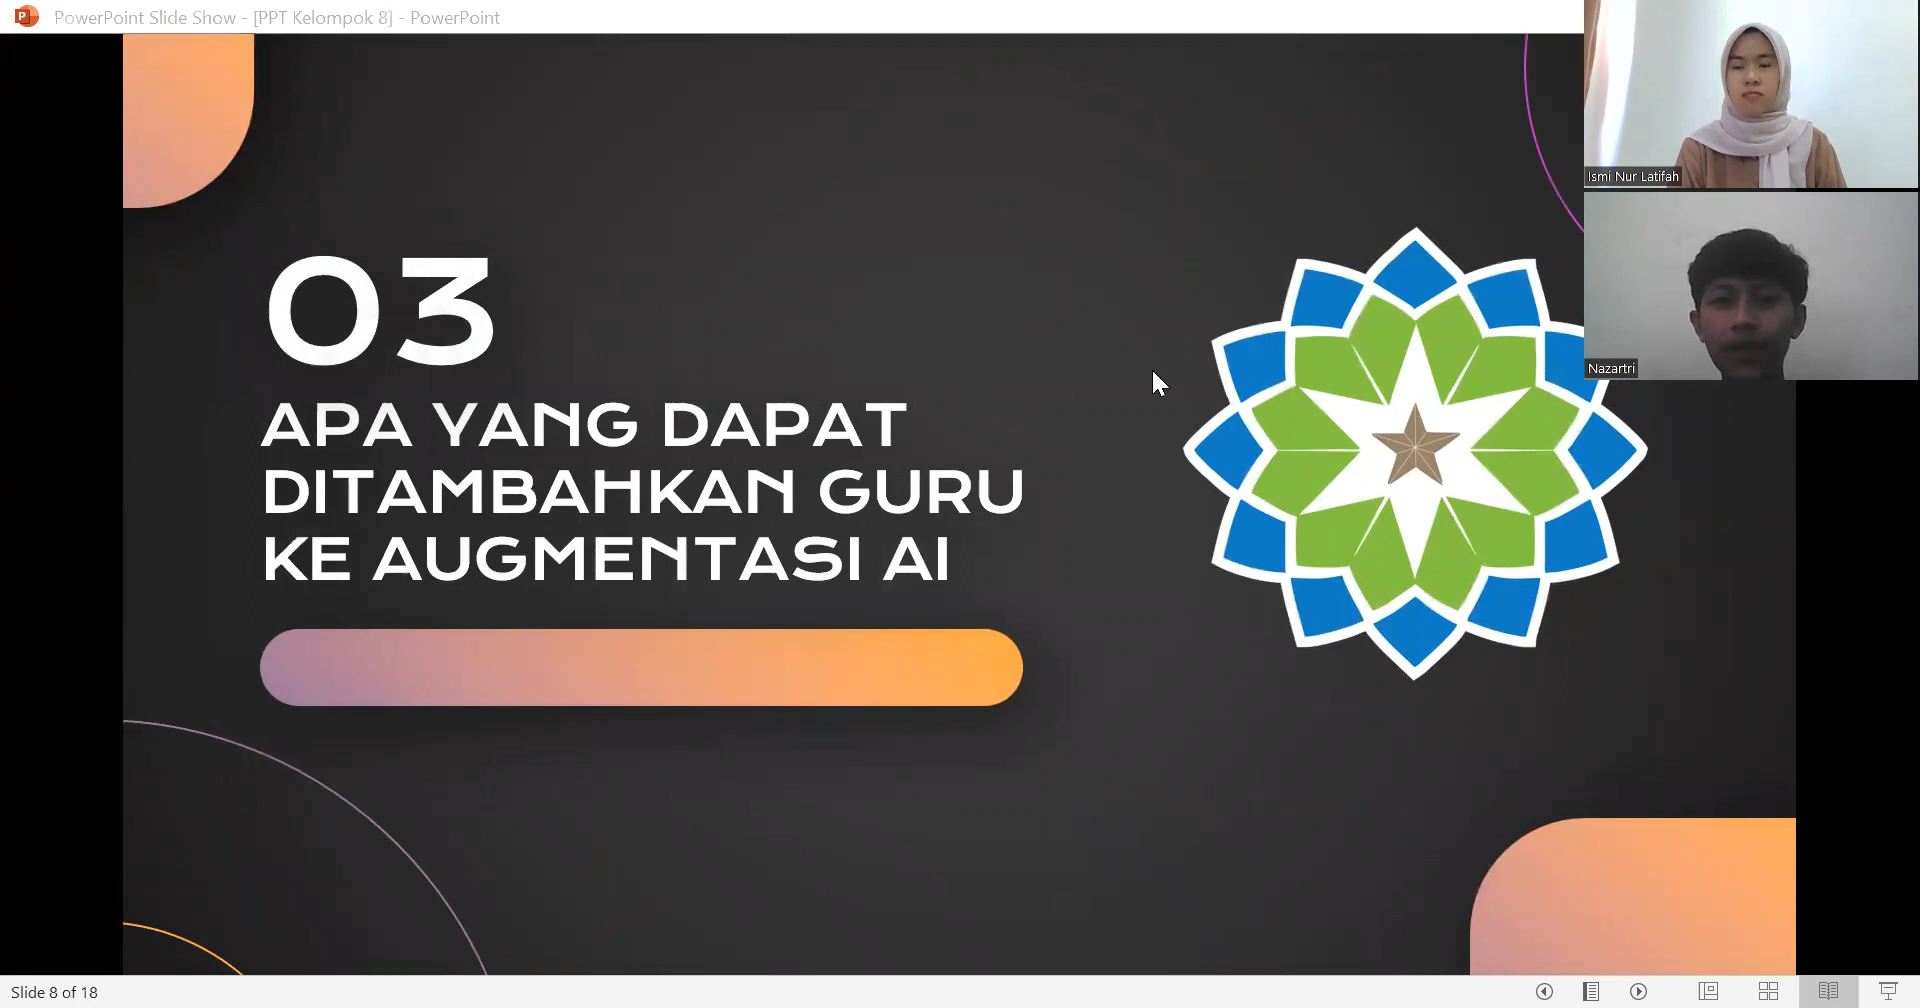 PowerPoint Slide Show - [PPT Kelompok 8] - PowerPoint
Ismi Nur Latifah
Nazartri
03
APA YANG DAPAT
DITAMBAHKAN GURU
KE AUGMENTASI AI
Slide 8 of 18